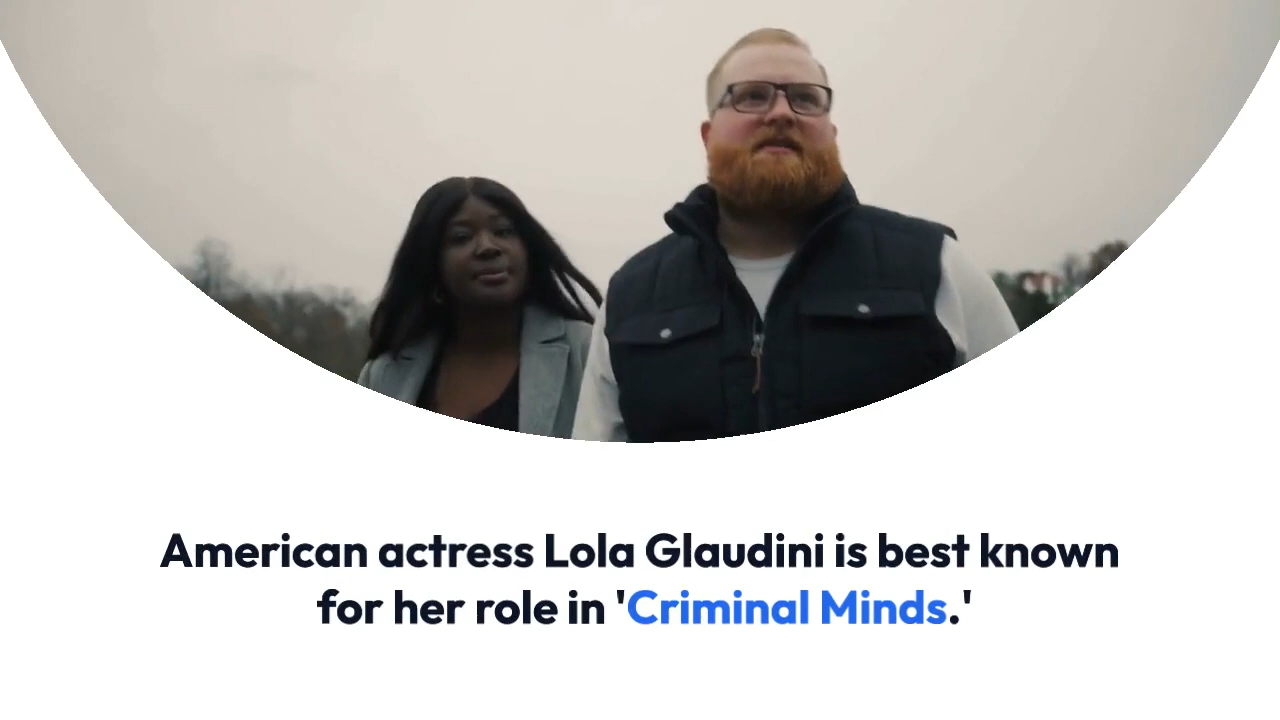 American actress Lola Glaudini is best known
for her role in 'Criminal Minds.'